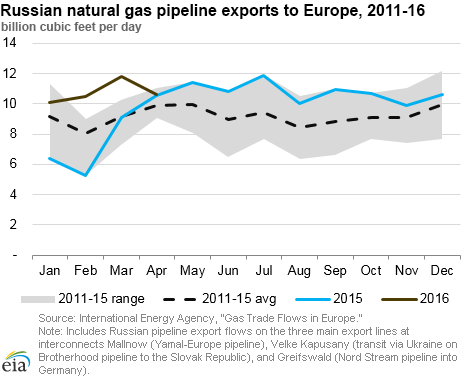 Russian natural gas pipeline exports to Europe, 2011-16
billion cubic feet per day
14
12
10
8
6
4
2
-
Jan Feb Mar Apr May Jun Jul Aug Sep Oct Nov Dec
2011-15 range 2011-15 avg 2015 2016
Source: International Energy Agency, "Gas Trade Flows in Europe."
Note: Includes Russian pipeline export flows on the three main export lines at
interconnects Mallnow (Yamal-Europe pipeline), Velke Kapusany (transit via Ukraine on
Brotherhood pipeline to the Slovak Republic), and Greifswald (Nord Stream pipeline into
Germany).
eia